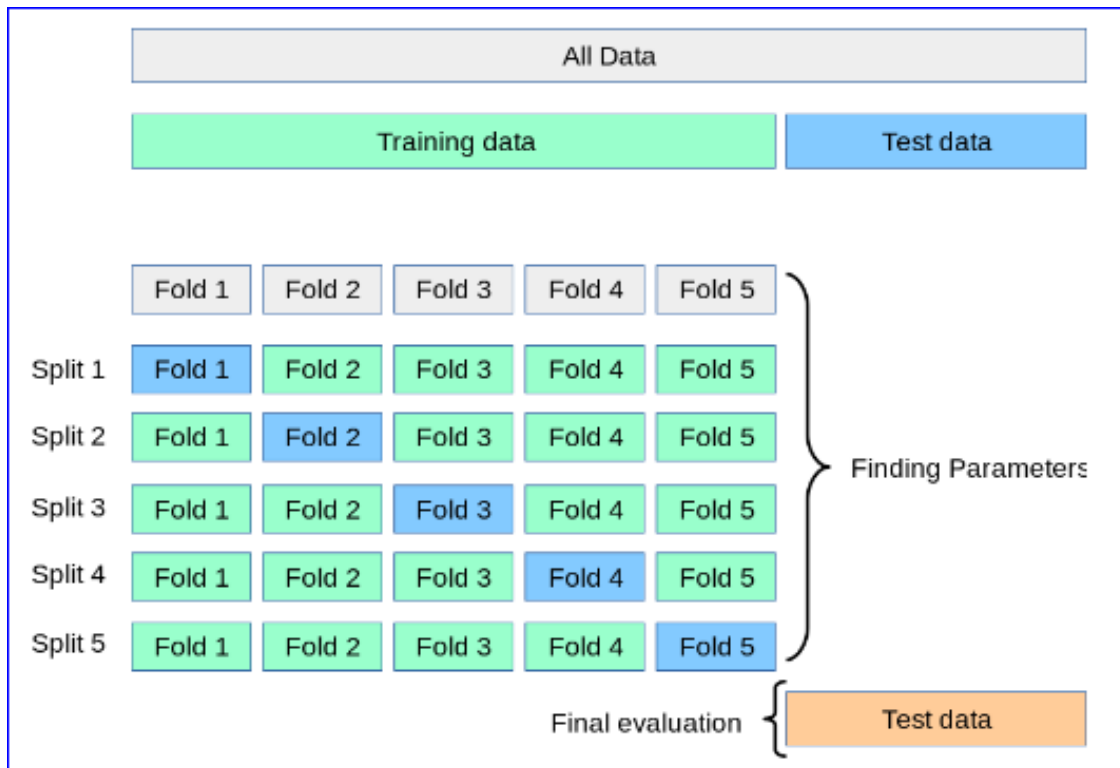 All Data
Training data Test data
Fold 1 Fold 2 Fold 3 Fold 4 Fold 5
Split 1 Fold 1 Fold 2 Fold 3 Fold 4 Fold 5
Split 2 Fold 1 Fold 2 Fold 3 Fold 4 Fold 5
Finding Parameters
Split 3 Fold 1 Fold 2 Fold 3 Fold 4 Fold 5
Split 4 Fold 1 Fold 2 Fold 3 Fold 4 Fold 5
Split 5 Fold 1 Fold 2 Fold 3 Fold 4 Fold 5
Final evaluation Test data